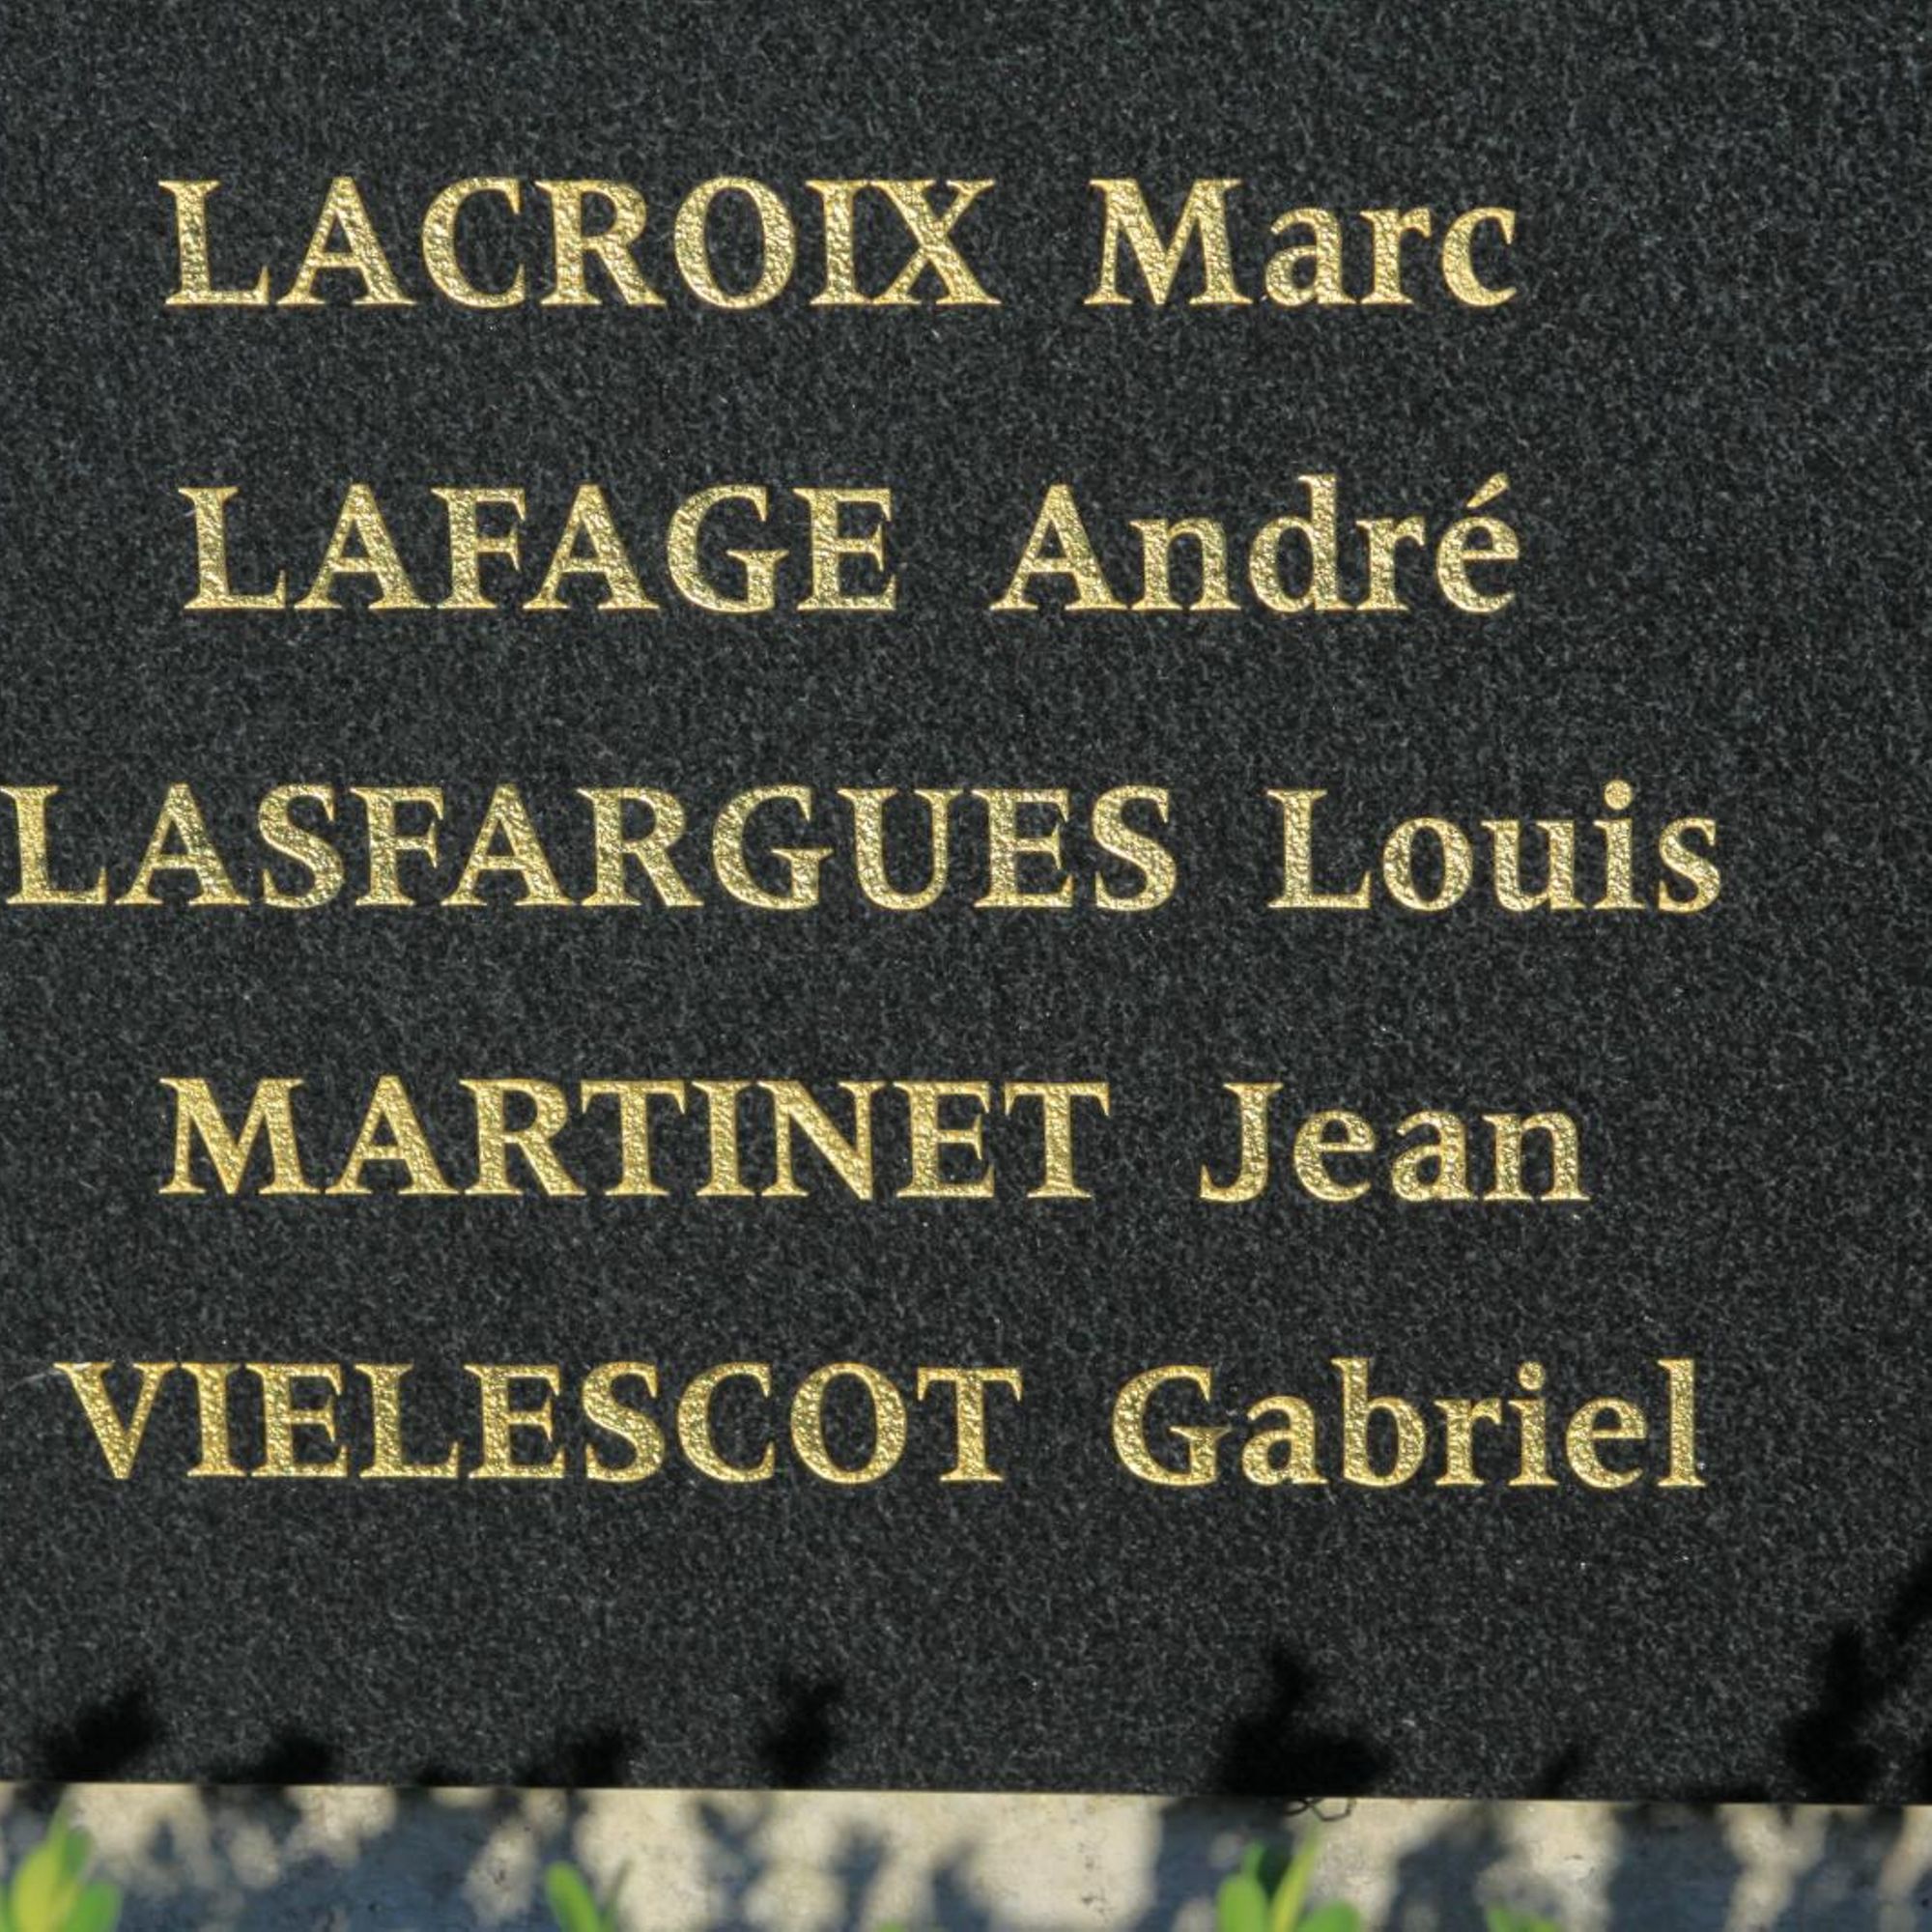 LACROIX Marc
LAFAGE André
LASFARGUES Louis
MARTINET Jean
VIELESCOT Gabriel